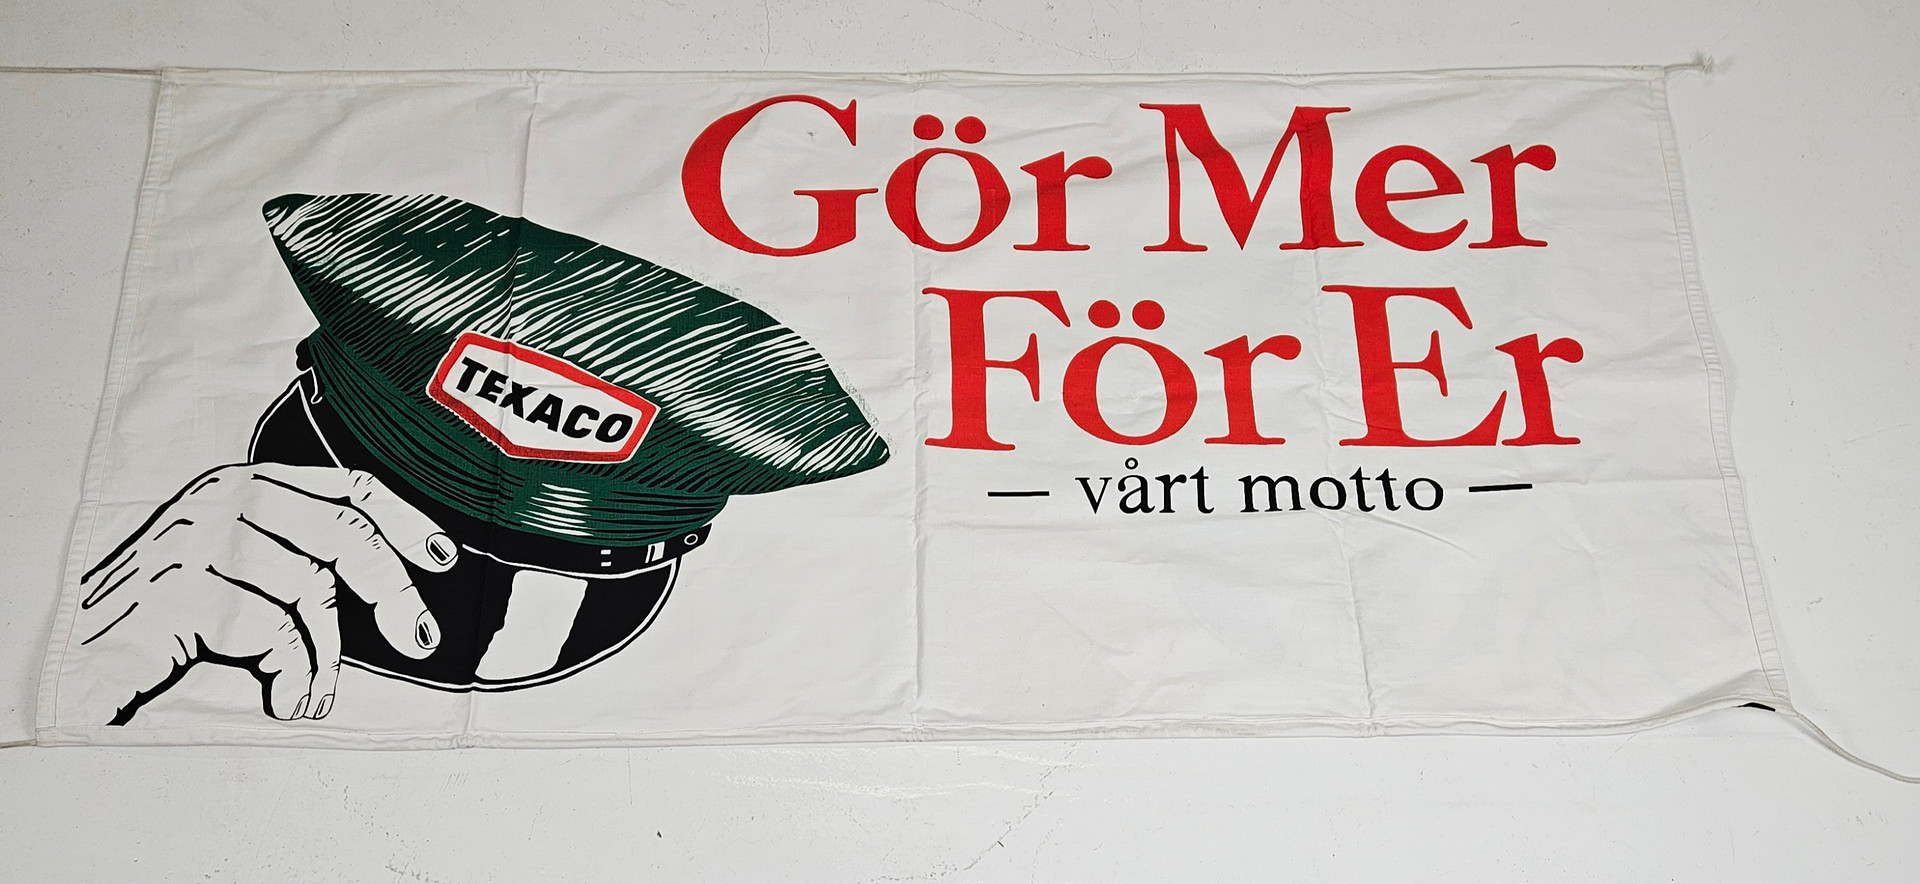 Gör Mer
För Er
— vårt motto —
TEXACO